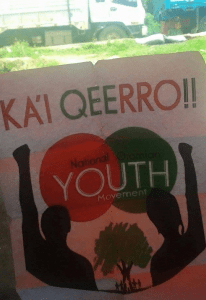 KA'I QEERRO!!
National
YOUTH
Movement